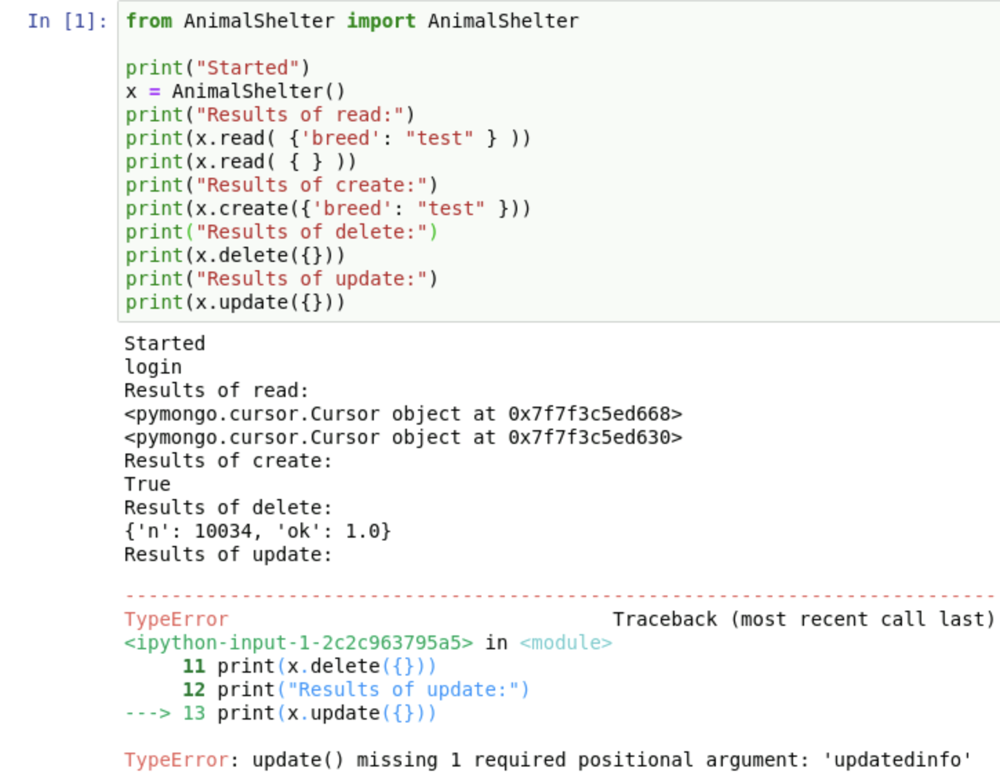 In [1]: from AnimalShelter import AnimalShelter
print("Started")
x = AnimalShelter()
print("Results of read:")
print(x.read( {'breed': "test" } ))
print(x.read( { } ))
print("Results of create:")
print(x.create({'breed': "test" }))
print("Results of delete:")
print(x.delete({}))
print("Results of update:")
print(x.update({}))
Started
login
Results of read:
<pymongo.cursor.Cursor object at 0x7f7f3c5ed668>
<pymongo.cursor.Cursor object at 0x7f7f3c5ed630>
Results of create:
True
Results of delete:
{'n': 10034, 'ok': 1.0}
Results of update:
---------------------------------------------------------------------------
TypeError                                 Traceback (most recent call last)
<ipython-input-1-2c2c963795a5> in <module>
     11 print(x.delete({}))
     12 print("Results of update:")
---> 13 print(x.update({}))
TypeError: update() missing 1 required positional argument: 'updatedinfo'